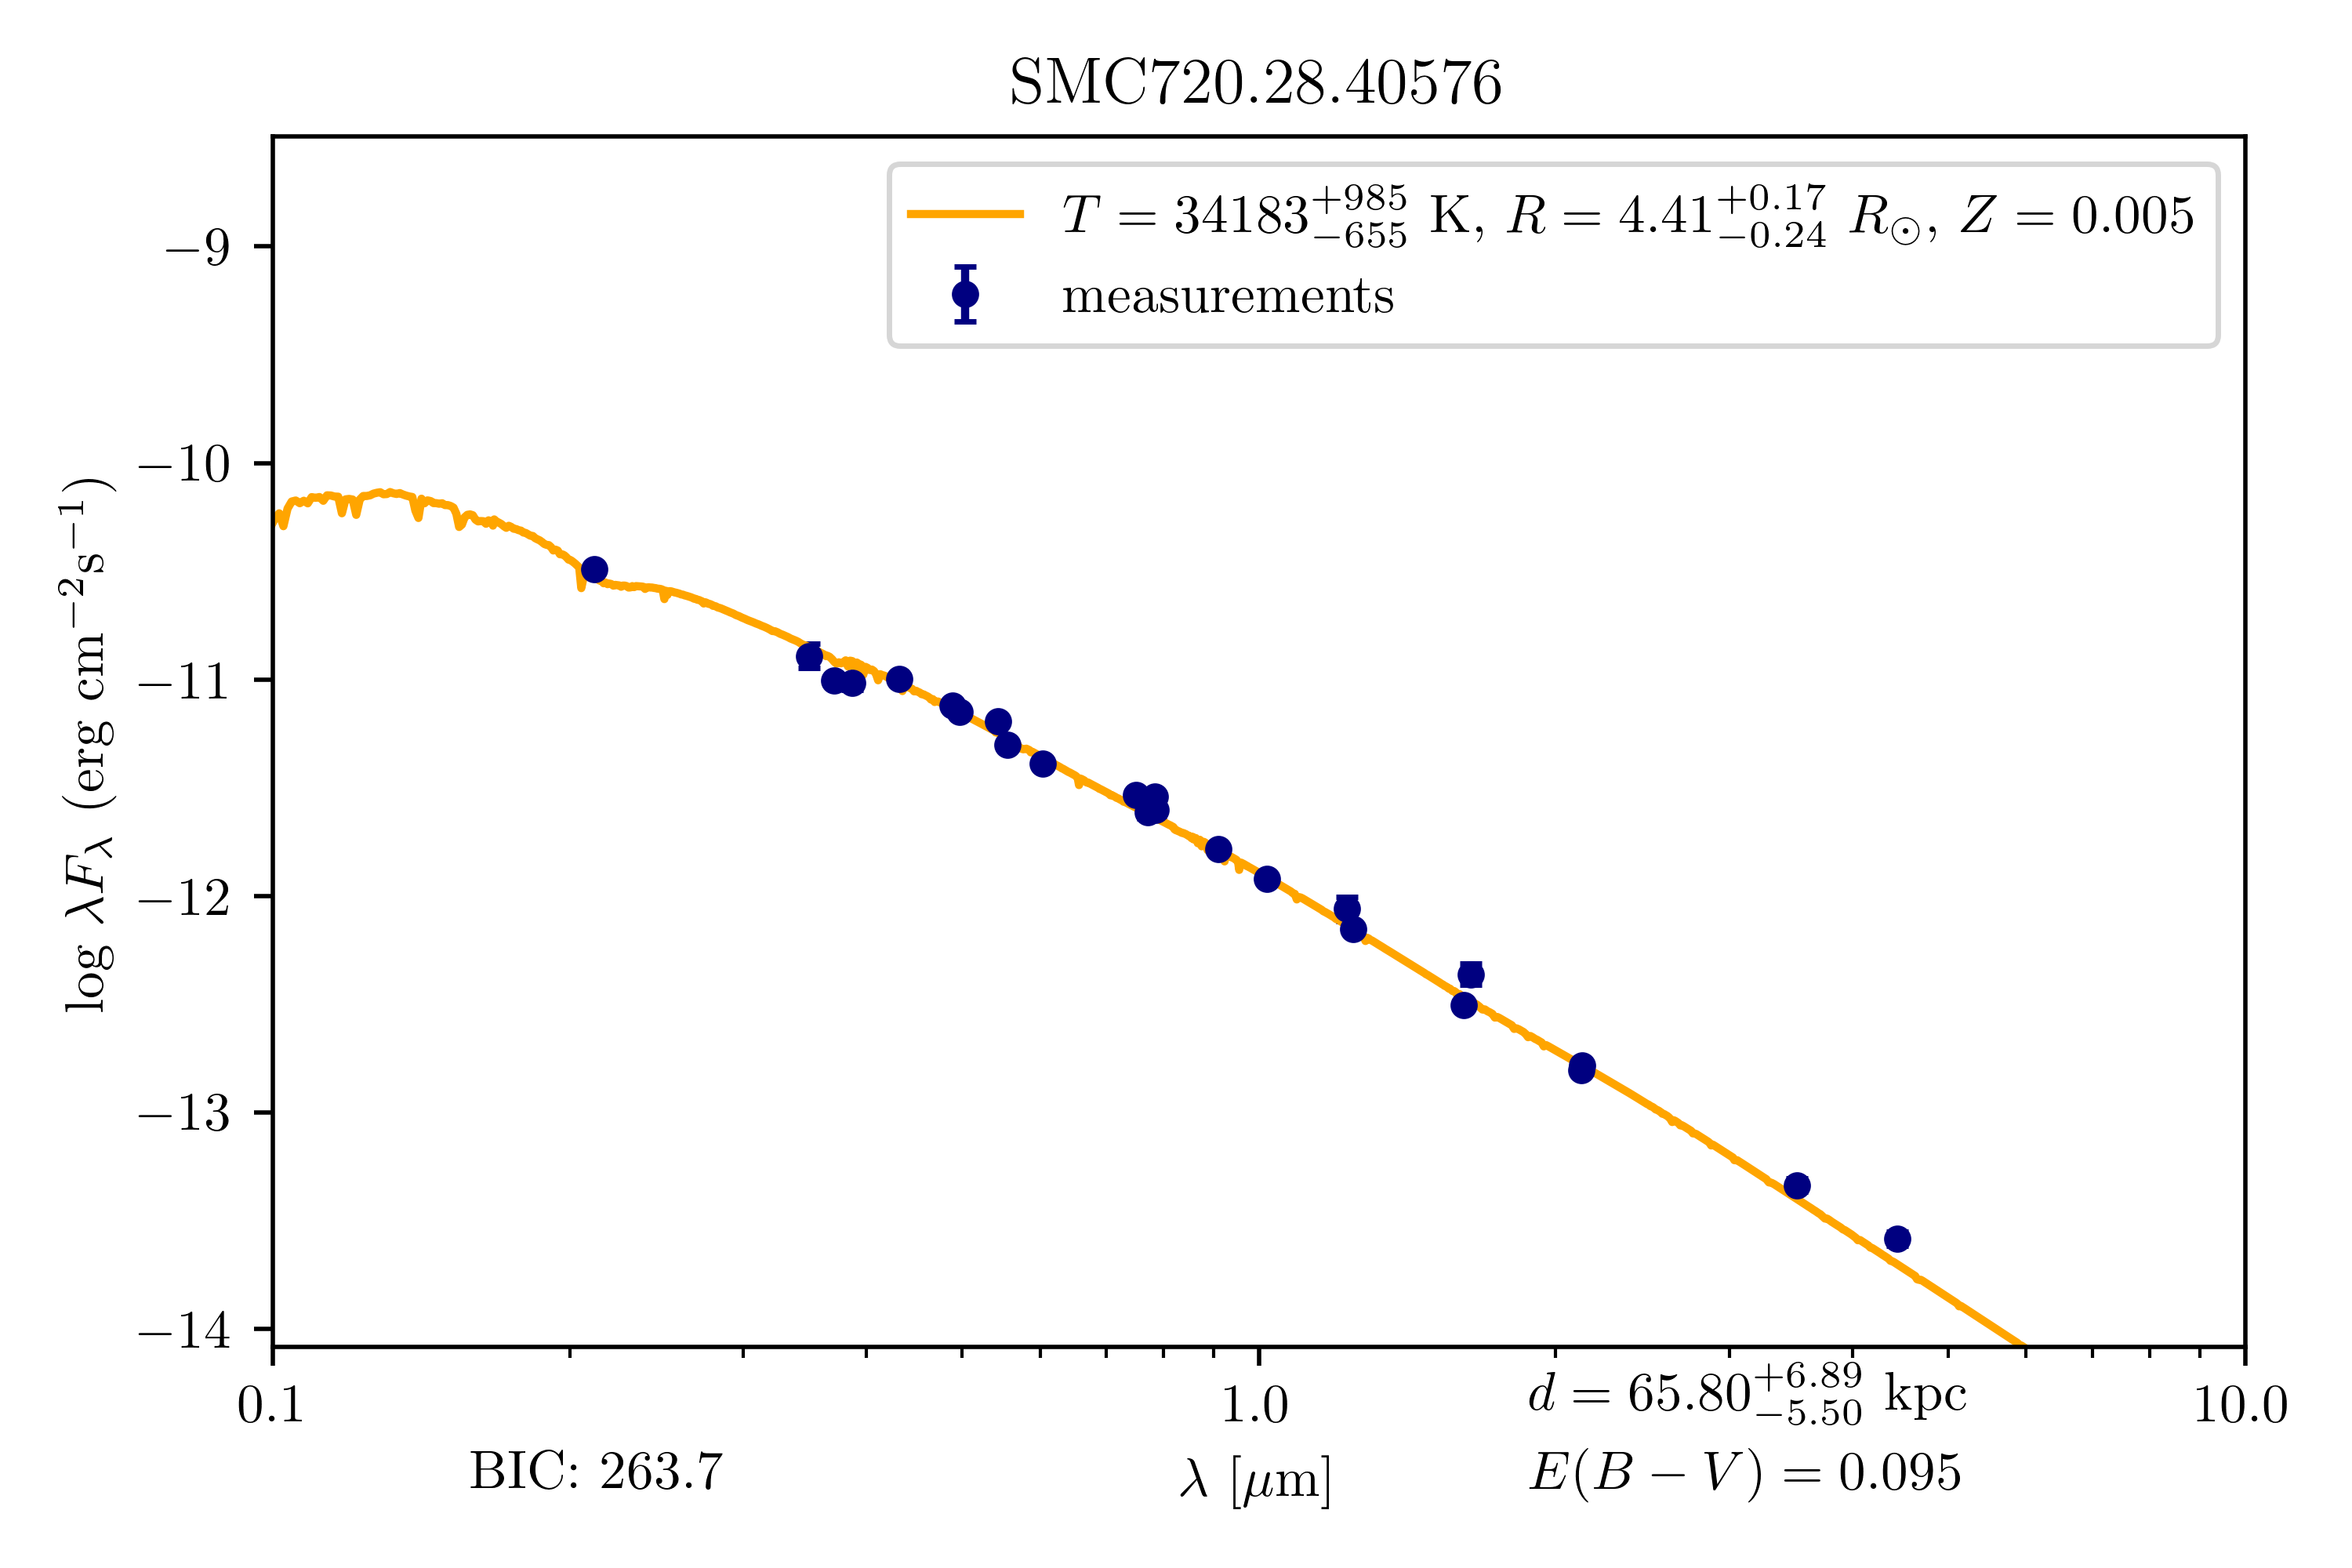 SMC720.28.40576
T = 34183^{+985}_{-655} K, R = 4.41^{+0.17}_{-0.24} R_⊙, Z = 0.005
measurements
log λF_λ (erg cm^{−2}s^{−1})
−9
−10
−11
−12
−13
−14
0.1
1.0
10.0
d = 65.80^{+6.89}_{-5.50} kpc
BIC: 263.7
λ [μm]
E(B − V) = 0.095